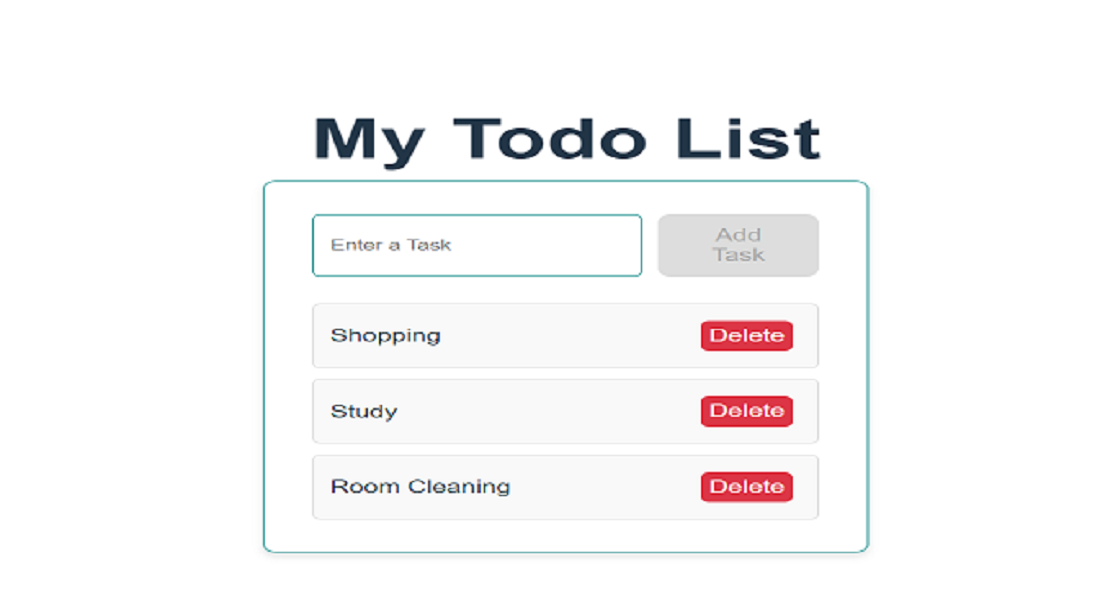 My Todo List
Enter a Task
Add
Task
Shopping
Delete
Study
Delete
Room Cleaning
Delete